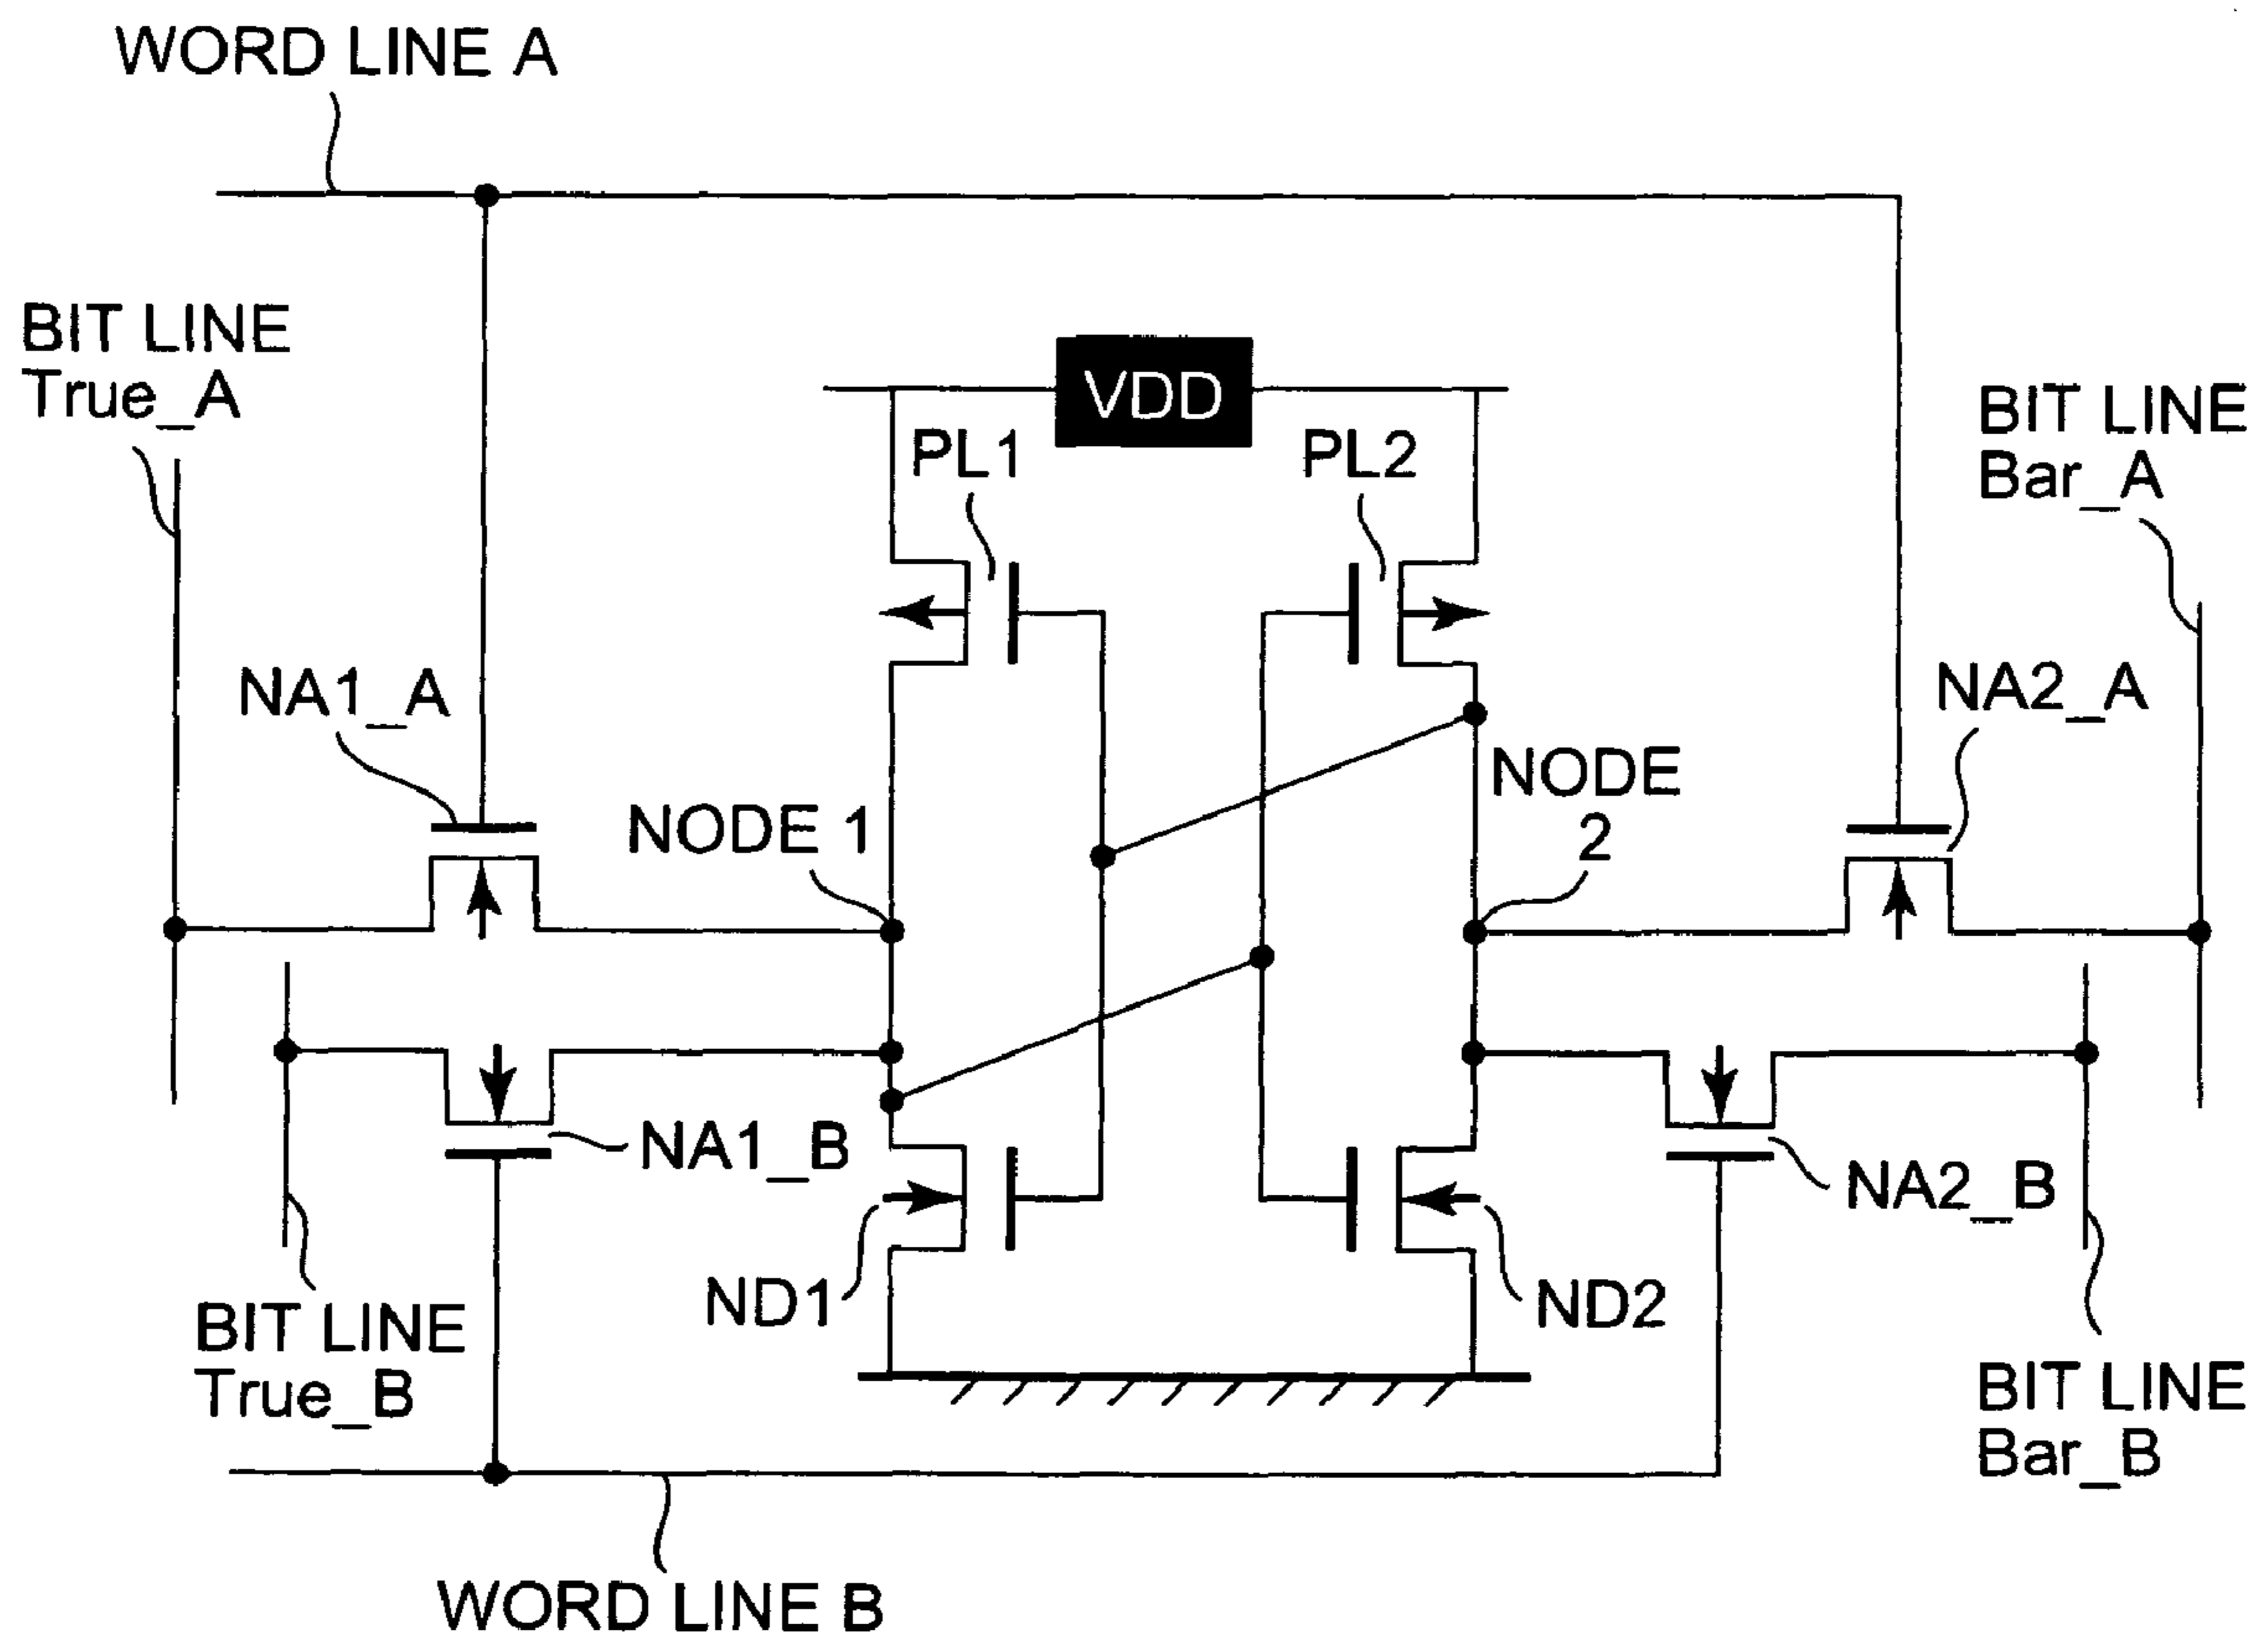 WORD LINE A
BIT LINE
True_A
VDD
BIT LINE
Bar_A
PL1
PL2
NA1_A
NA2_A
NODE 1
NODE
2
NA1_B
NA2_B
ND1
ND2
BIT LINE
True_B
BIT LINE
Bar_B
WORD LINE B